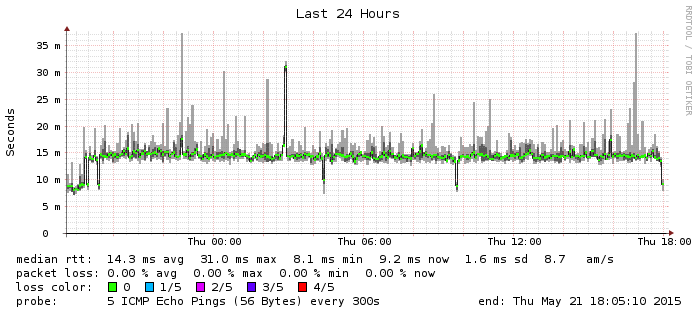 Last 24 Hours
RRDTOOL / TOBI OETIKER
Seconds
35 m
30 m
25 m
20 m
15 m
10 m
5 m
0
Thu 00:00 Thu 06:00 Thu 12:00 Thu 18:00
median rtt: 14.3 ms avg 31.0 ms max 8.1 ms min 9.2 ms now 1.6 ms sd 8.7 am/s
packet loss: 0.00 % avg 0.00 % max 0.00 % min 0.00 % now
loss color: 0 1/5 2/5 3/5 4/5
probe: 5 ICMP Echo Pings (56 Bytes) every 300s end: Thu May 21 18:05:10 2015